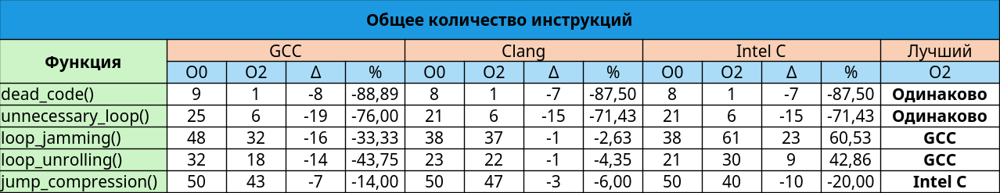 Общее количество инструкций
Функция GCC Clang Intel C Лучший
O0 O2 Δ % O0 O2 Δ % O0 O2 Δ % O2
dead_code() 9 1 -8 -88,89 8 1 -7 -87,50 8 1 -7 -87,50 Одинаково
unnecessary_loop() 25 6 -19 -76,00 21 6 -15 -71,43 21 6 -15 -71,43 Одинаково
loop_jamming() 48 32 -16 -33,33 38 37 -1 -2,63 38 61 23 60,53 GCC
loop_unrolling() 32 18 -14 -43,75 23 22 -1 -4,35 21 30 9 42,86 GCC
jump_compression() 50 43 -7 -14,00 50 47 -3 -6,00 50 40 -10 -20,00 Intel C